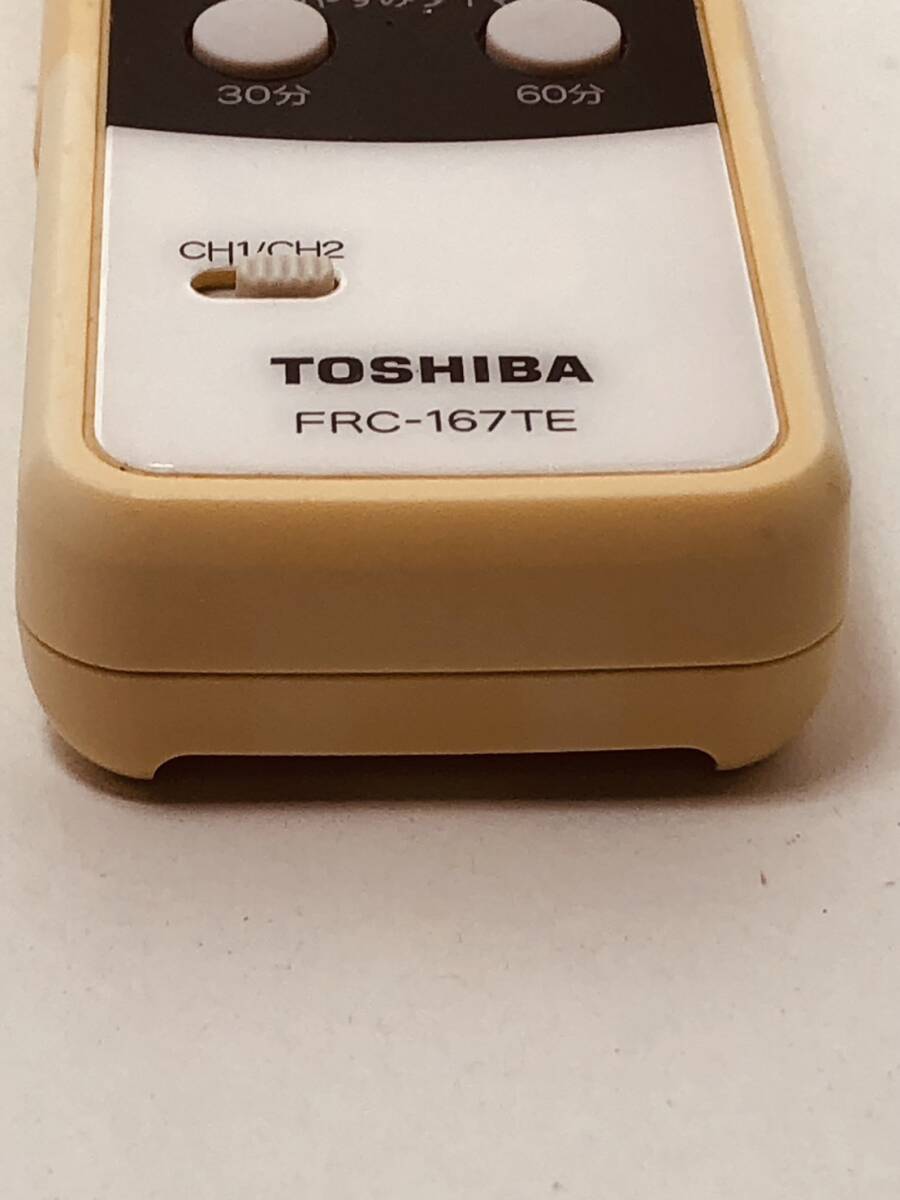 30分 60分
CH1/CH2
TOSHIBA
FRC-167TE